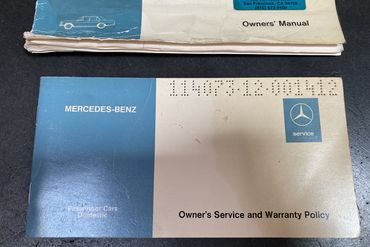 San Francisco, CA 94103
Owners' Manual
MERCEDES-BENZ
114073-12-001412
service
Passenger Cars
Domestic
Owner's Service and Warranty Policy